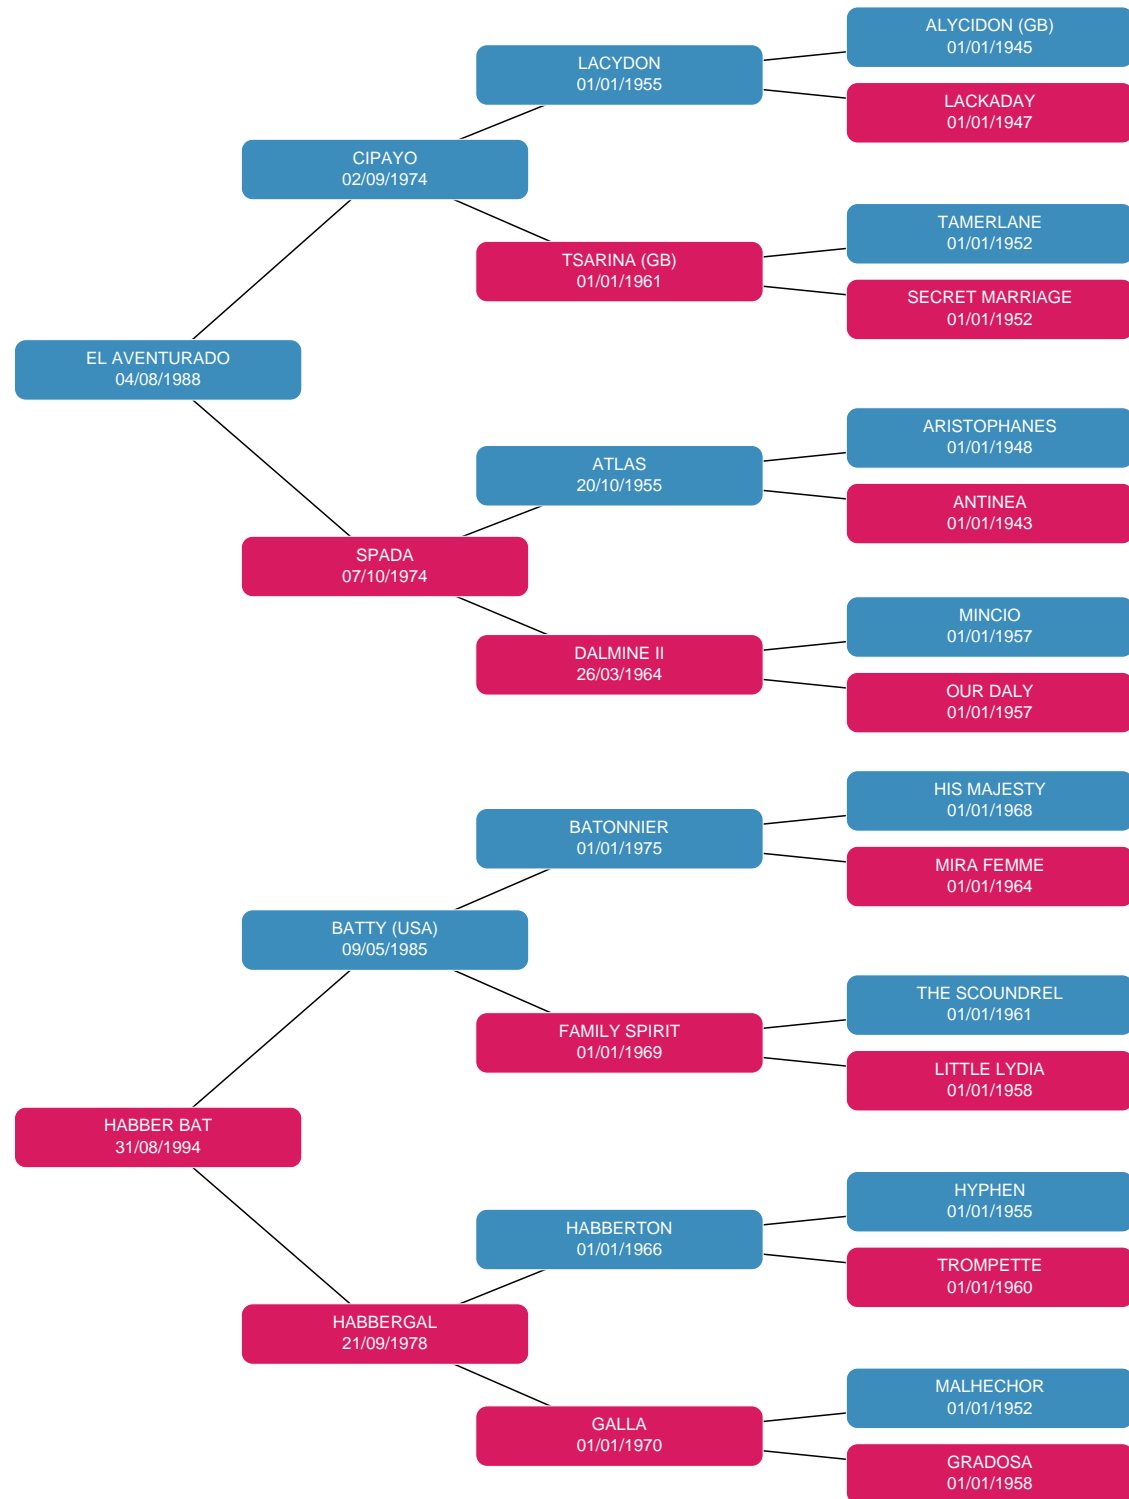 ALYCIDON (GB)
01/01/1945
LACYDON
01/01/1955
LACKADAY
01/01/1947
CIPAYO
02/09/1974
TAMERLANE
01/01/1952
TSARINA (GB)
01/01/1961
SECRET MARRIAGE
01/01/1952
EL AVENTURADO
04/08/1988
ARISTOPHANES
01/01/1948
ATLAS
20/10/1955
ANTINEA
01/01/1943
SPADA
07/10/1974
MINCIO
01/01/1957
DALMINE II
26/03/1964
OUR DALY
01/01/1957
HIS MAJESTY
01/01/1968
BATONNIER
01/01/1975
MIRA FEMME
01/01/1964
BATTY (USA)
09/05/1985
THE SCOUNDREL
01/01/1961
FAMILY SPIRIT
01/01/1969
LITTLE LYDIA
01/01/1958
HABBER BAT
31/08/1994
HYPHEN
01/01/1955
HABBERTON
01/01/1966
TROMPETTE
01/01/1960
HABBERGAL
21/09/1978
MALHECHOR
01/01/1952
GALLA
01/01/1970
GRADOSA
01/01/1958